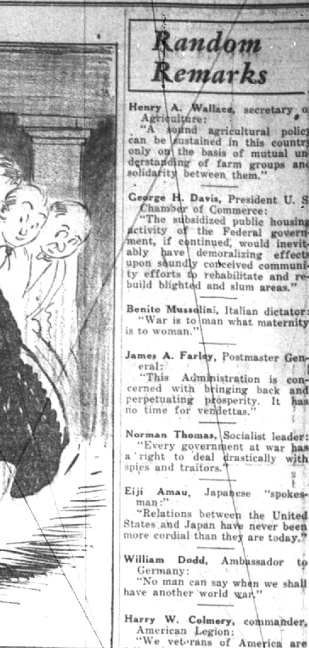 Random
Remarks
Henry A. Wallace, secretary of
Agriculture:
"A sound agricultural policy
can be sustained in this country
only on the basis of mutual un-
derstanding of farm groups and
solidarity between them."
George H. Davis, President U. S.
Chamber of Commerce:
"The subsidized public housing
activity of the Federal govern-
ment, if continued, would inevit-
ably have demoralizing effects
upon soundly conceived communi-
ty efforts to rehabilitate and re-
build blighted and slum areas."
Benito Mussolini, Italian dictator:
"War is to man what maternity
is to woman."
James A. Farley, Postmaster Gen-
eral:
"This Administration is con-
cerned with bringing back and
perpetuating prosperity. It has
no time for vendettas."
Norman Thomas, Socialist leader:
"Every government at war has
a right to deal drastically with
spies and traitors."
Eiji Amau, Japanese "spokes-
man:"
"Relations between the United
States and Japan have never been
more cordial than they are today."
William Dodd, Ambassador to
Germany:
"No man can say when we shall
have another world war."
Harry W. Colmery, commander,
American Legion:
"We veterans of America are